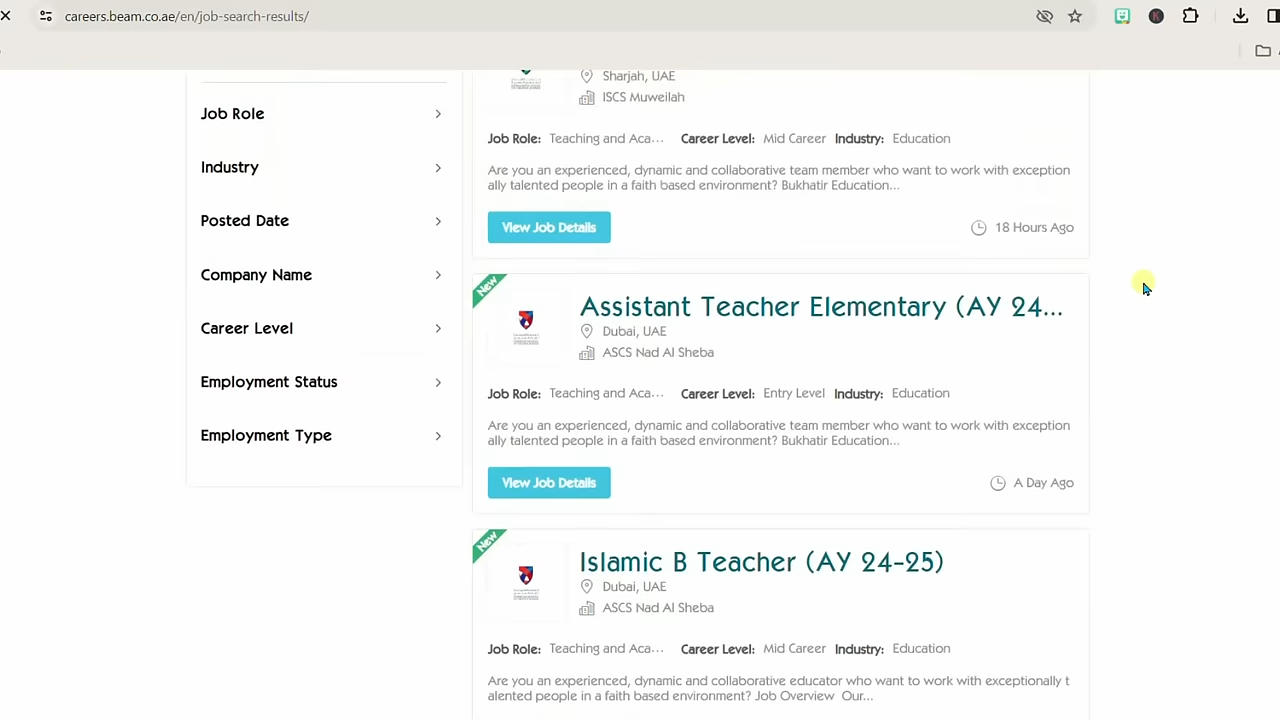 careers.beam.co.ae/en/job-search-results/
Job Role
Industry
Posted Date
Company Name
Career Level
Employment Status
Employment Type
Sharjah, UAE
ISCS Muweilah
Job Role: Teaching and Aca... Career Level: Mid Career Industry: Education
Are you an experienced, dynamic and collaborative team member who want to work with exception
ally talented people in a faith based environment? Bukhatir Education...
View Job Details
18 Hours Ago
New
Assistant Teacher Elementary (AY 24...
Dubai, UAE
ASCS Nad Al Sheba
Job Role: Teaching and Aca... Career Level: Entry Level Industry: Education
Are you an experienced, dynamic and collaborative team member who want to work with exception
ally talented people in a faith based environment? Bukhatir Education...
View Job Details
A Day Ago
New
Islamic B Teacher (AY 24-25)
Dubai, UAE
ASCS Nad Al Sheba
Job Role: Teaching and Aca... Career Level: Mid Career Industry: Education
Are you an experienced, dynamic and collaborative educator who want to work with exceptionally t
alented people in a faith based environment? Job Overview Our...